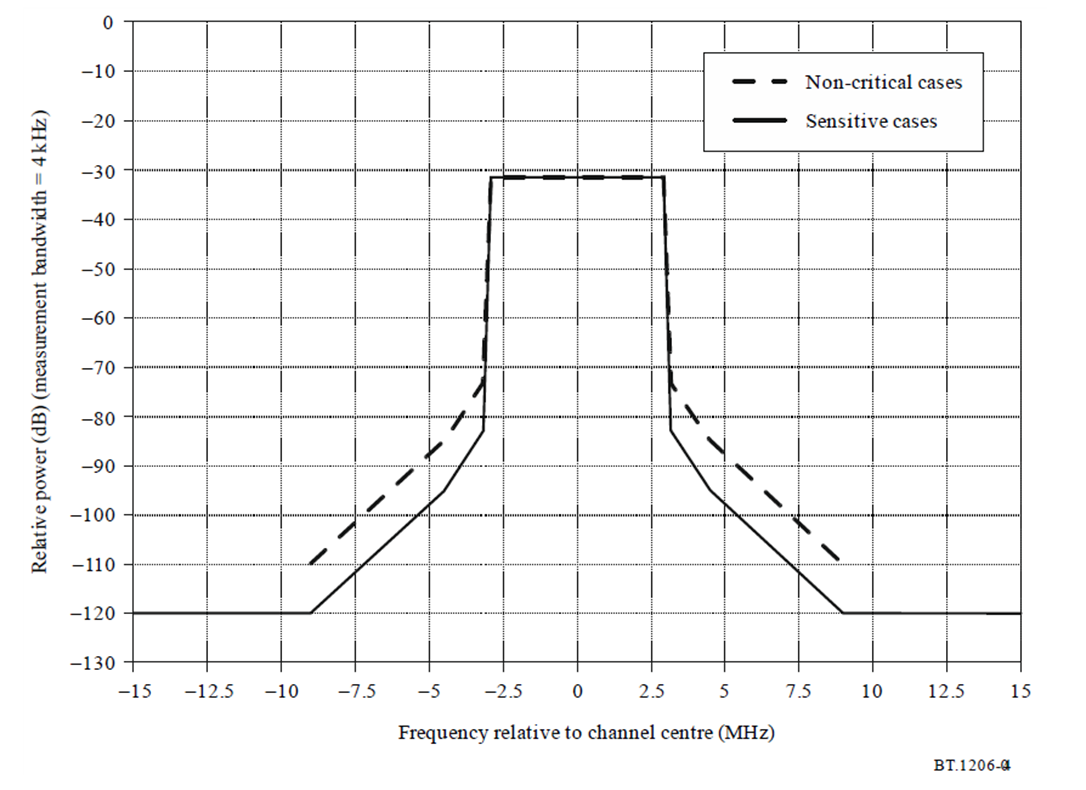 0
−10
−20
−30
−40
−50
−60
−70
−80
−90
−100
−110
−120
−130
Relative power (dB) (measurement bandwidth = 4 kHz)
Non-critical cases
Sensitive cases
−15 −12.5 −10 −7.5 −5 −2.5 0 2.5 5 7.5 10 12.5 15
Frequency relative to channel centre (MHz)
BT.1206-